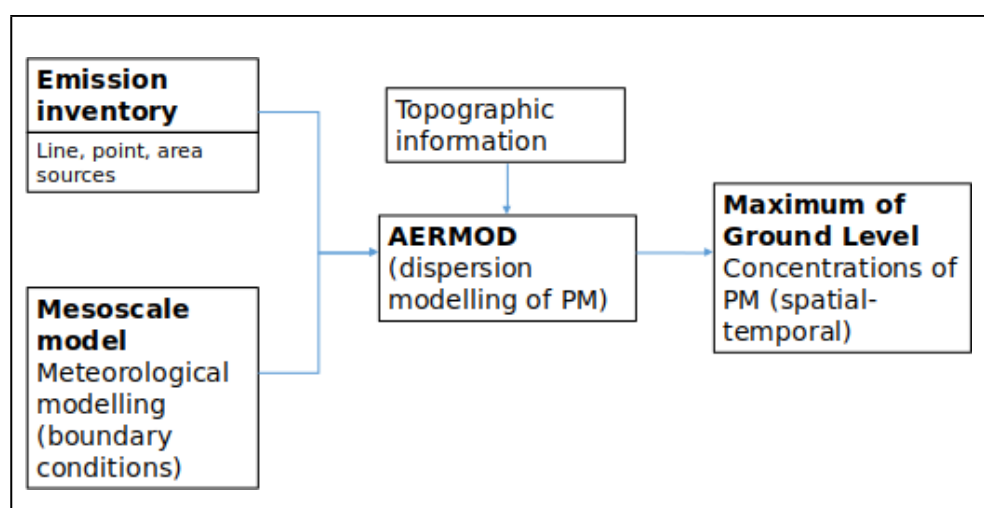 Emission
inventory
Line, point, area
sources
Topographic
information
Mesoscale
model
Meteorological
modelling
(boundary
conditions)
AERMOD
(dispersion
modelling of PM)
Maximum of
Ground Level
Concentrations of
PM (spatial-
temporal)